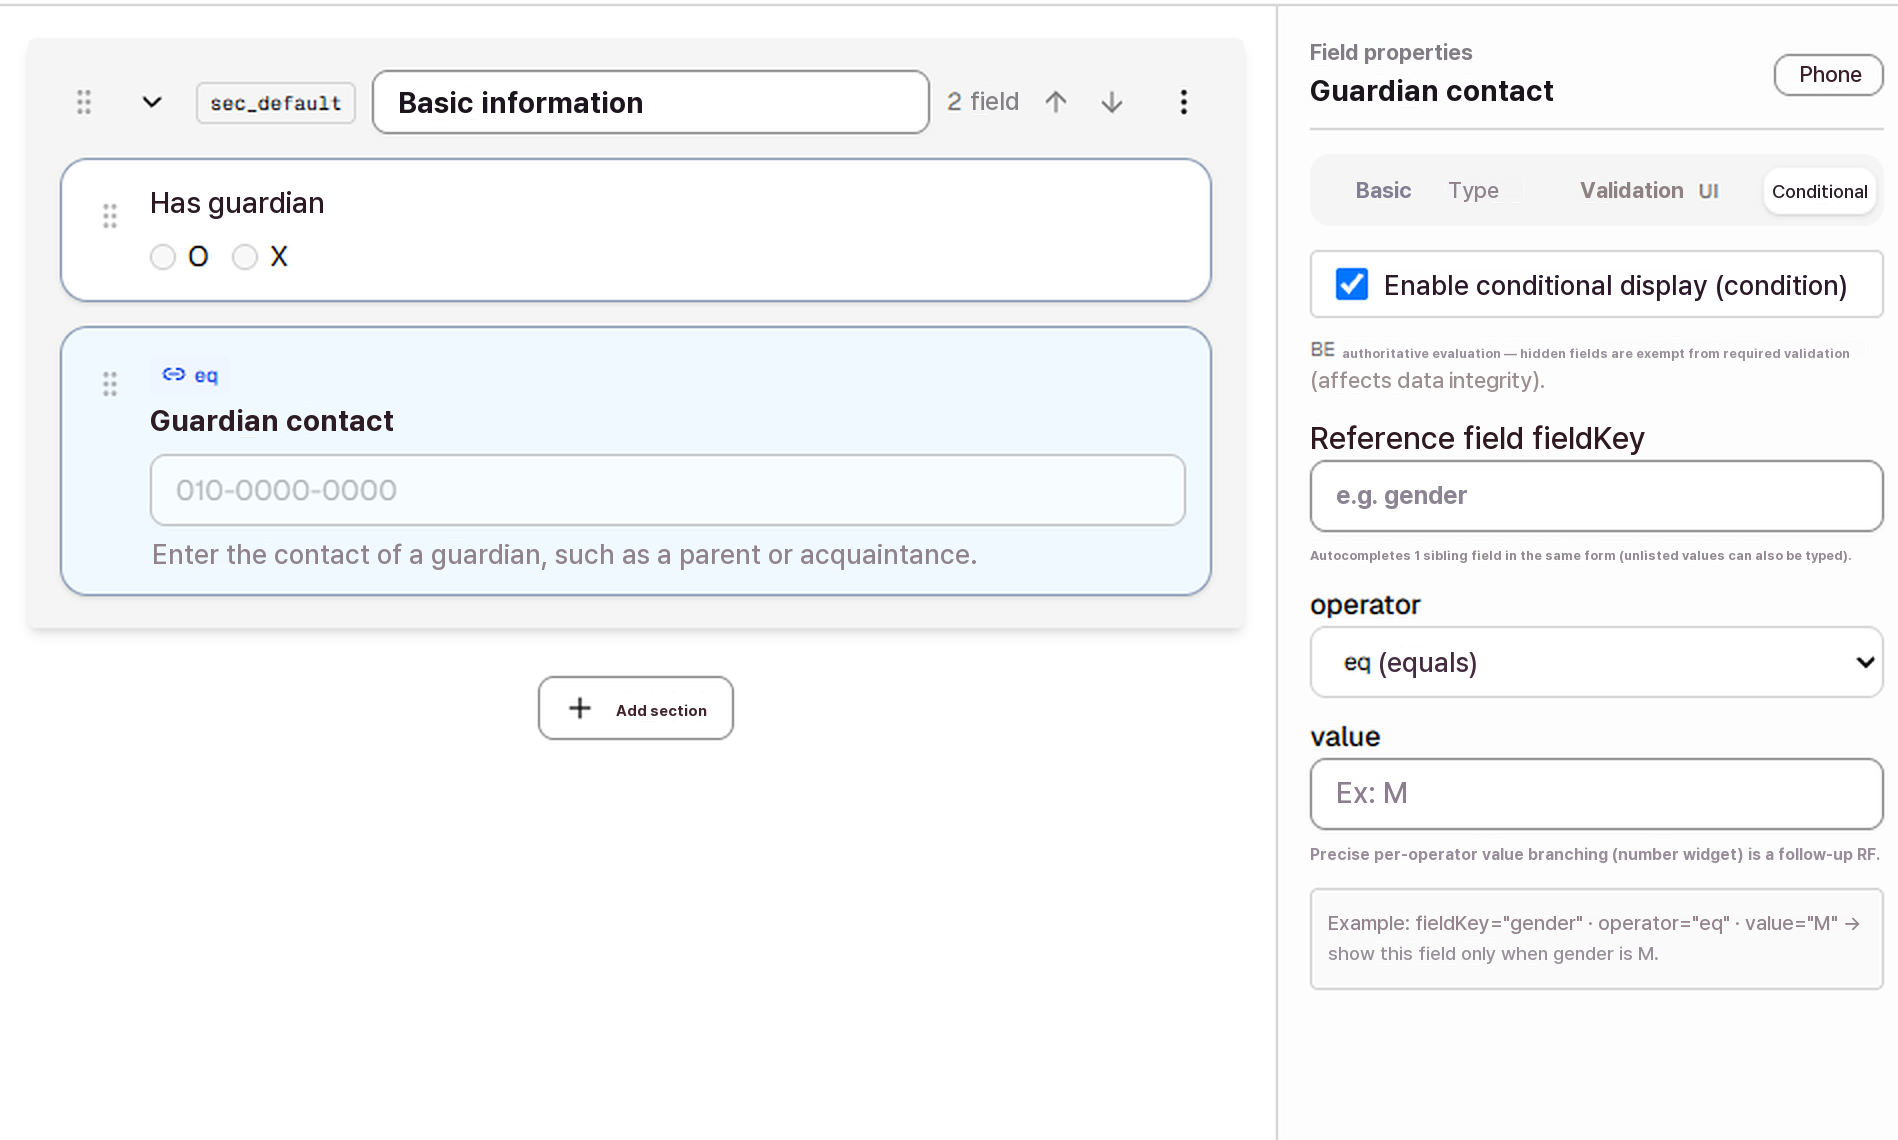 sec_default
Basic information
2 field
Has guardian
O X
eq
Guardian contact
010-0000-0000
Enter the contact of a guardian, such as a parent or acquaintance.
Add section
Field properties
Guardian contact
Phone
Basic Type Validation UI Conditional
Enable conditional display (condition)
BE authoritative evaluation — hidden fields are exempt from required validation
(affects data integrity).
Reference field fieldKey
e.g. gender
Autocompletes 1 sibling field in the same form (unlisted values can also be typed).
operator
eq (equals)
value
Ex: M
Precise per-operator value branching (number widget) is a follow-up RF.
Example: fieldKey="gender" · operator="eq" · value="M" →
show this field only when gender is M.